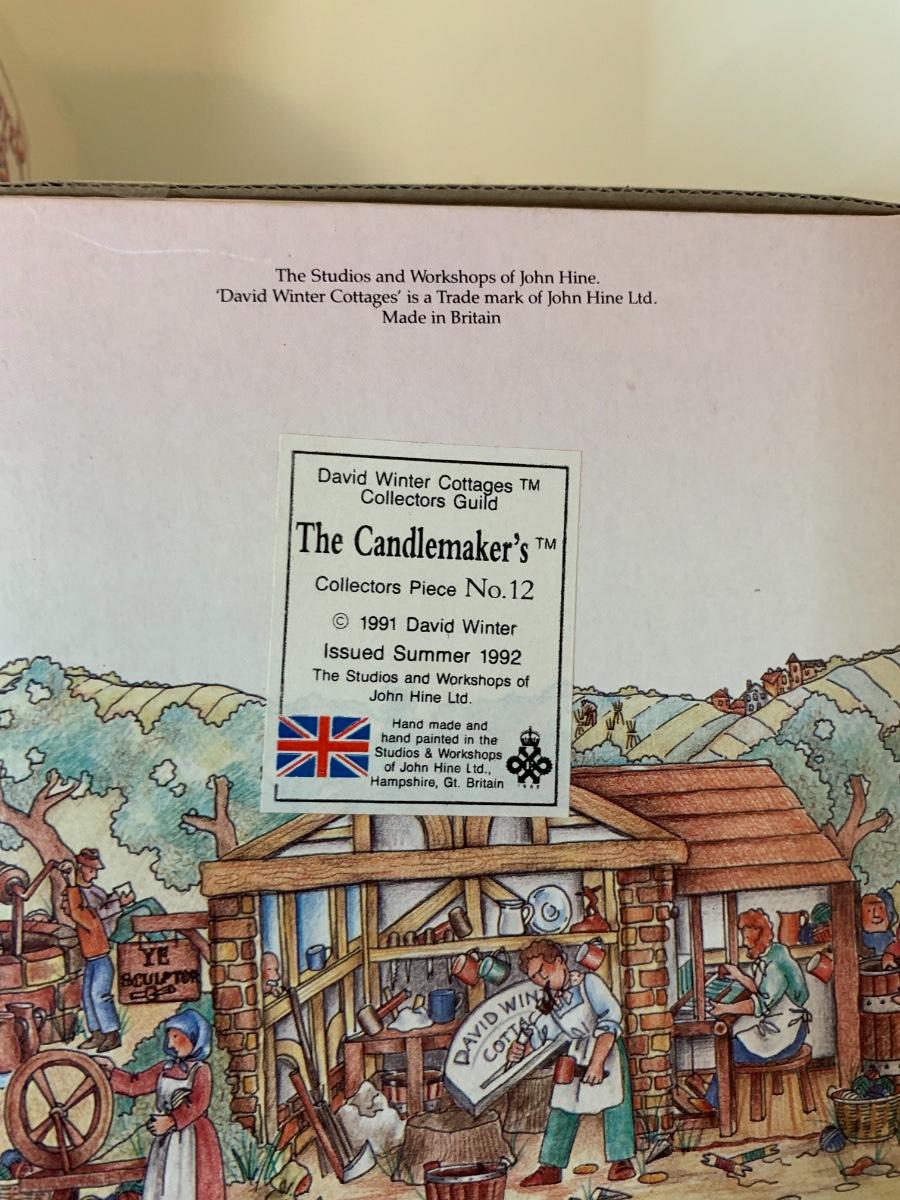 The Studios and Workshops of John Hine.
'David Winter Cottages' is a Trade mark of John Hine Ltd.
Made in Britain
David Winter Cottages ™
Collectors Guild
The Candlemaker's ™
Collectors Piece No.12
© 1991 David Winter
Issued Summer 1992
The Studios and Workshops of
John Hine Ltd.
Hand made and
hand painted in the
Studios & Workshops
of John Hine Ltd.,
Hampshire, Gt. Britain
YE
SCULPTOR
DAVID WIN
COTTAG